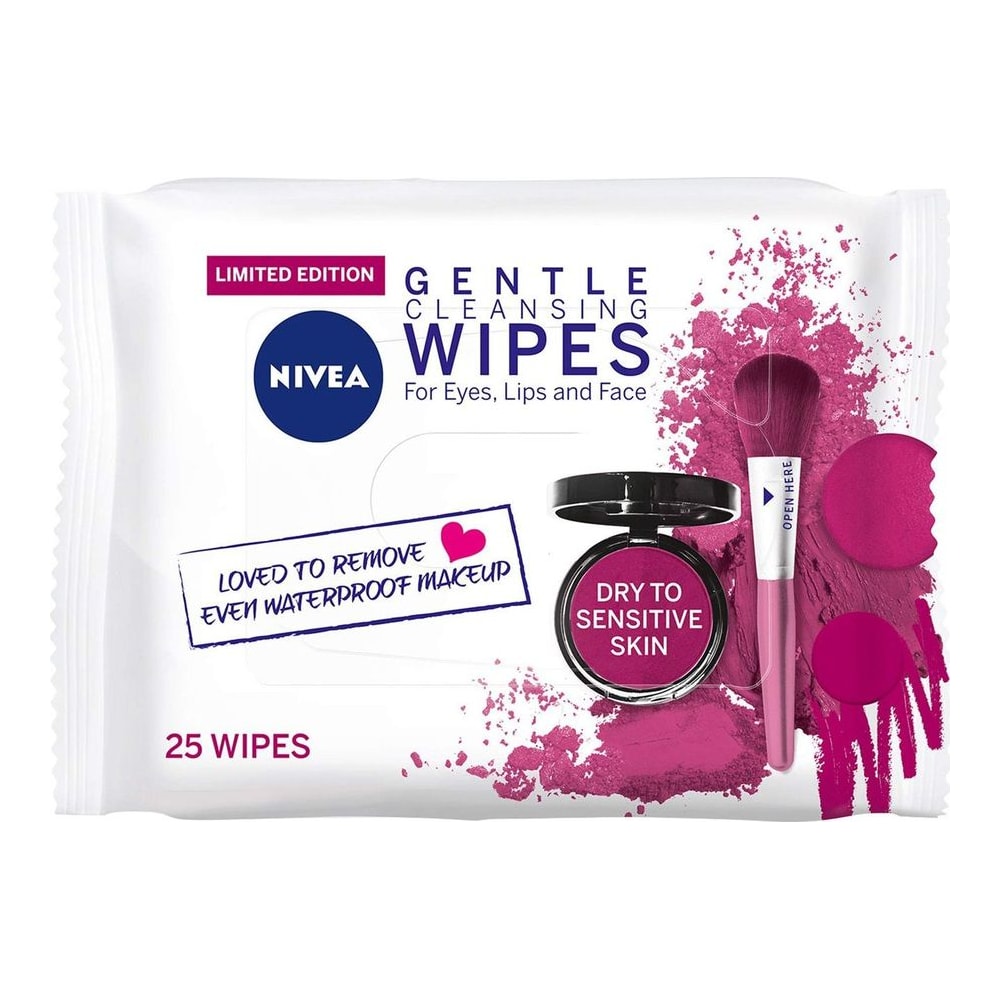 LIMITED EDITION
NIVEA
GENTLE
CLEANSING
WIPES
For Eyes, Lips and Face
OPEN HERE
LOVED TO REMOVE
EVEN WATERPROOF MAKEUP
DRY TO
SENSITIVE
SKIN
25 WIPES